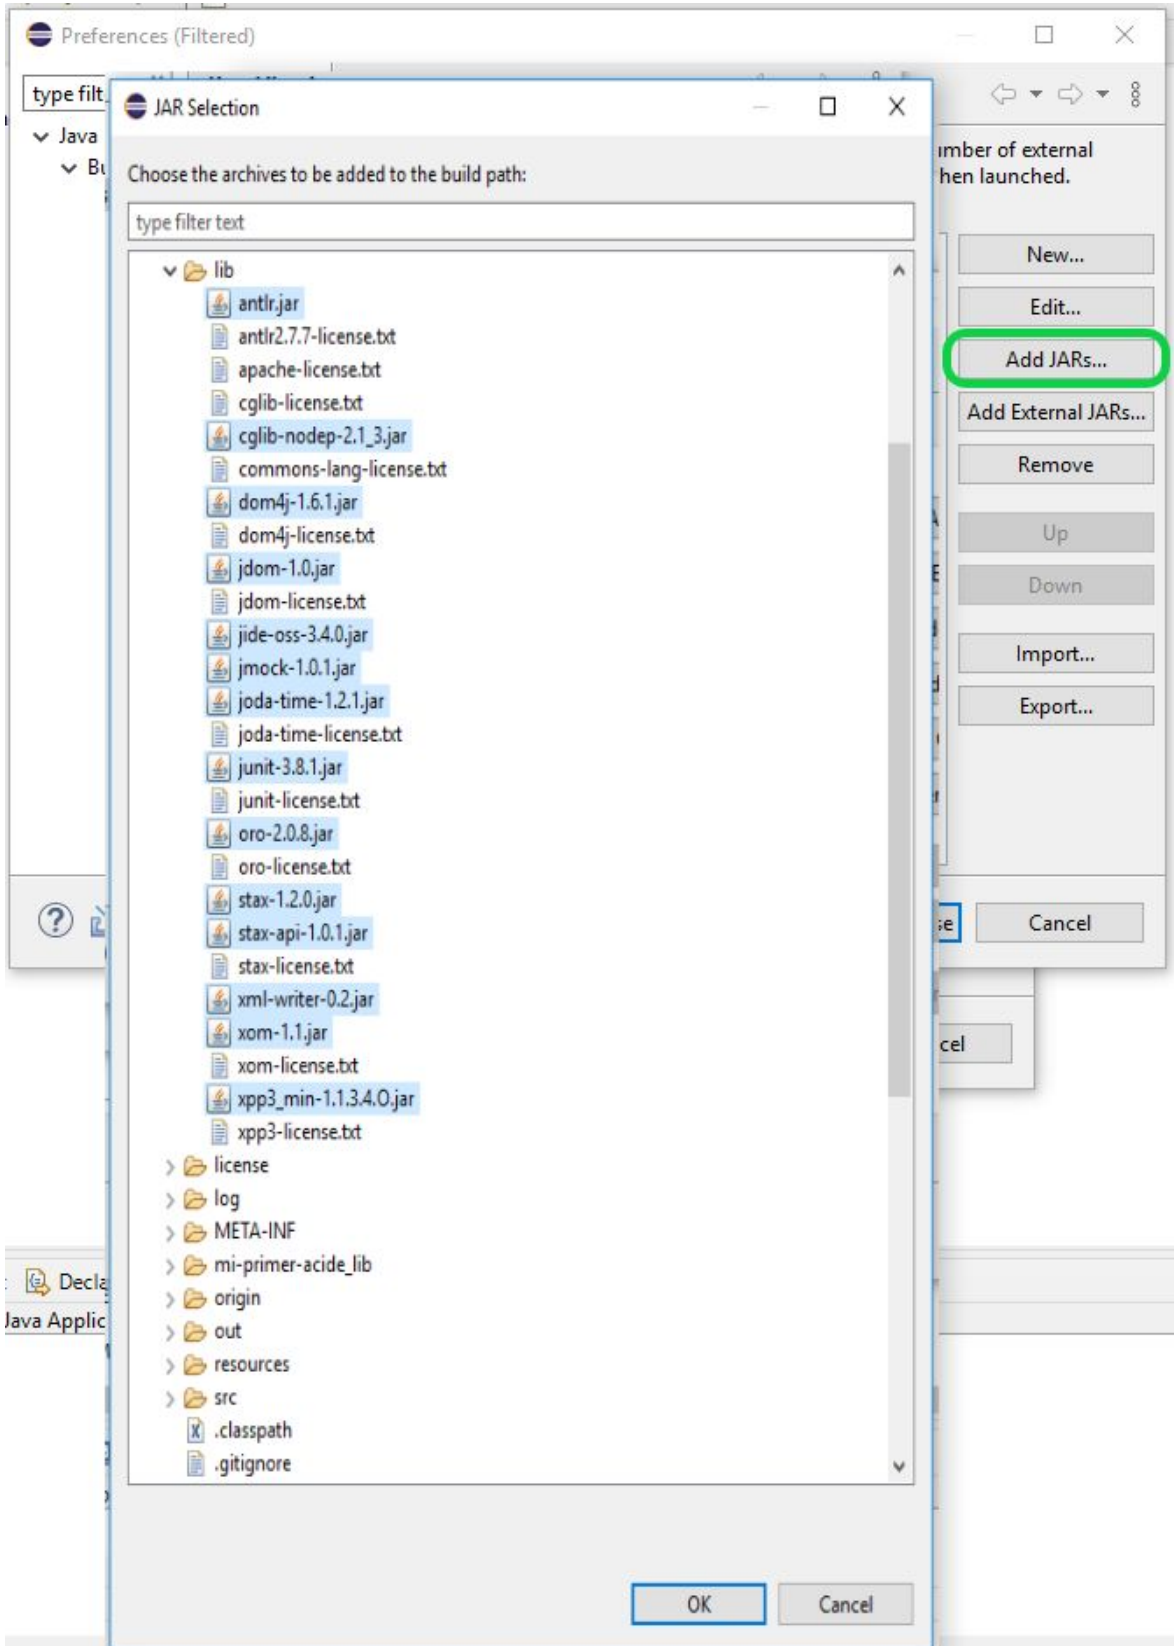 Preferences (Filtered)
type filt
Java
Bu
JAR Selection
Choose the archives to be added to the build path:
type filter text
lib
antlr.jar
antlr2.7.7-license.txt
apache-license.txt
cglib-license.txt
cglib-nodep-2.1_3.jar
commons-lang-license.txt
dom4j-1.6.1.jar
dom4j-license.txt
jdom-1.0.jar
jdom-license.txt
jide-oss-3.4.0.jar
jmock-1.0.1.jar
joda-time-1.2.1.jar
joda-time-license.txt
junit-3.8.1.jar
junit-license.txt
oro-2.0.8.jar
oro-license.txt
stax-1.2.0.jar
stax-api-1.0.1.jar
stax-license.txt
xml-writer-0.2.jar
xom-1.1.jar
xom-license.txt
xpp3_min-1.1.3.4.O.jar
xpp3-license.txt
license
log
META-INF
mi-primer-acide_lib
origin
out
resources
src
.classpath
.gitignore
OK
Cancel
umber of external
hen launched.
New...
Edit...
Add JARs...
Add External JARs...
Remove
Up
Down
Import...
Export...
se
Cancel
cel
Decla
Java Applic